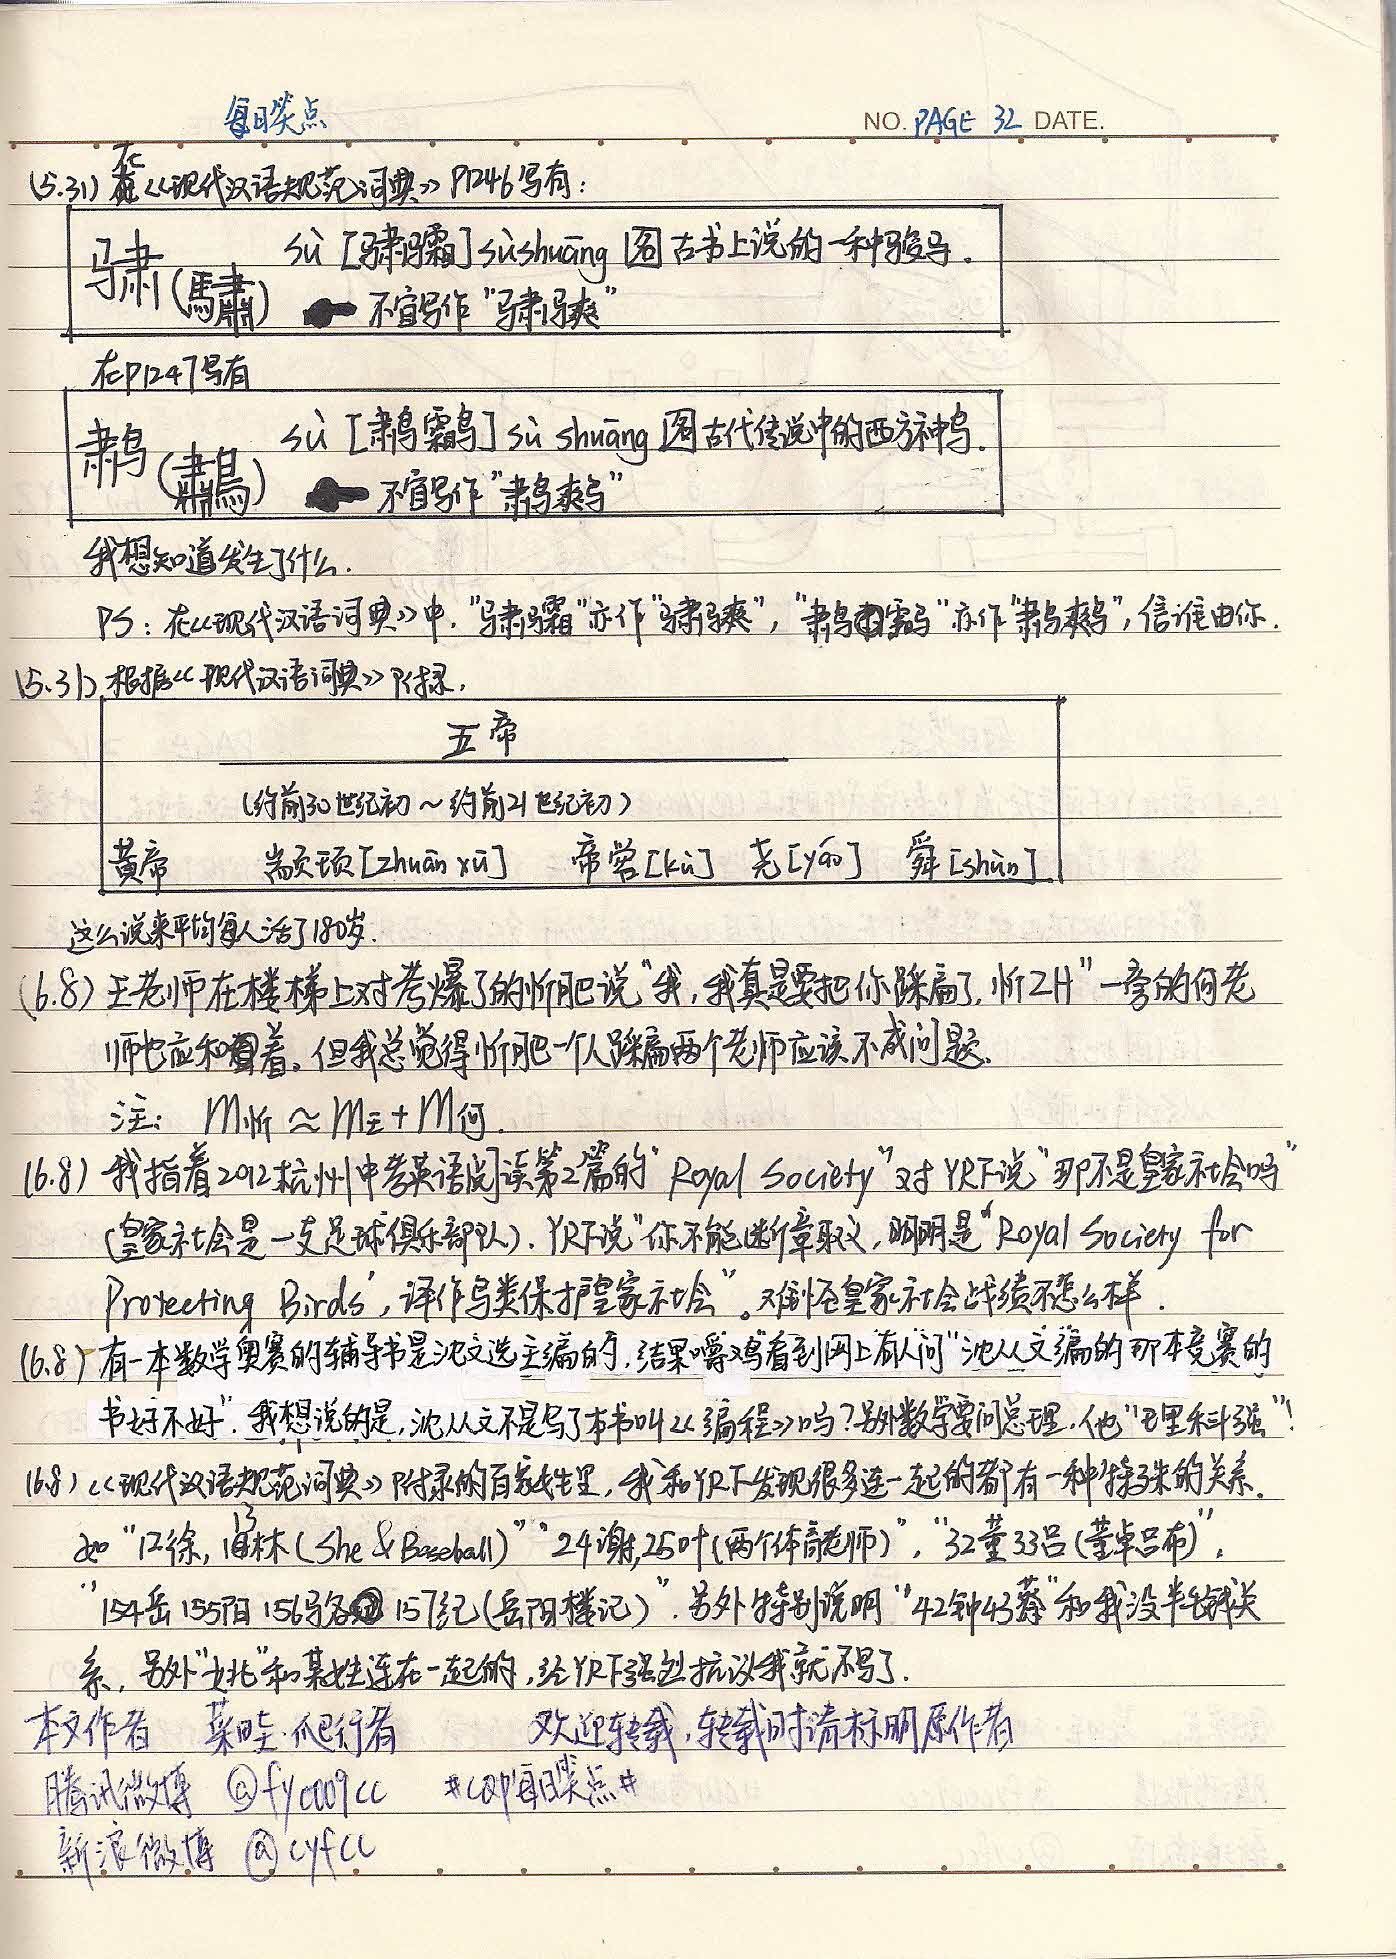 每日笑点
NO. PAGE 32 DATE.
(5.31) 在《现代汉语规范词典》P1246写有:
骕(驌) sù [骕骦] sùshuāng 图 古书上说的一种骏马.
☛ 不宜写作"骕骙"
在P1247写有
鹔(鷫) sù [鹔鹴] sù shuāng 图 古代传说中的西方神鸟.
☛ 不宜写作"鹔鷞"
我想知道发生了什么.
PS: 在《现代汉语词典》中, "骕骦"亦作"骕骙", "鹔鹴"亦作"鹔鷞", 信谁由你.
(5.31) 根据《现代汉语词典》附录,
五帝
(约前30世纪初～约前21世纪初)
黄帝 颛顼[zhuān xū] 帝喾[kù] 尧[yáo] 舜[shùn]
这么说来平均每人活了180岁.
(6.8) 王老师在楼梯上对考爆了的忻肥说"我,我真是要把你踩扁了,忻ZH" 一旁的何老
师也应和着。但我总觉得忻肥一个人踩扁两个老师应该不成问题.
注: M忻≈M王+M何.
(6.8) 我指着2012杭州中考英语阅读第2篇的"Royal Society"对YR下说"那不是皇家社会吗"
(皇家社会是一支足球俱乐部队). YR下说"你不能断章取义,明明是"Royal Society for
Protecting Birds', 译作鸟类保护皇家社会"。难怪皇家社会战绩不怎么样.
(6.8) 有一本数学奥赛的辅导书是沈文选主编的, 结果"嚼鸡"看到网上有人问"沈从文编的那本竞赛的
书好不好". 我想说的是, 沈从文不是写了本书叫《编程》吗? 另外数学要问总理, 他"理科强"!
(6.8) 《现代汉语规范词典》附录的百家姓里, 我和YR下发现很多连一起的都有一种特殊的关系.
如 "12徐, 13林(She & Baseball)" "24谢, 25叶(两个体育老师)", "32董33吕(董卓吕布)",
"154岳 155阳 156 157纪(岳阳楼记)". 另外特别说明"42钟43蔡"和我没半毛钱关
系, 另外"姚"和某姓连在一起的, 经YR下强烈抗议我就不写了.
本文作者 菜畦·爬行者 欢迎转载, 转载时请标明原作者
腾讯微博 @fyc009cc #CXP每日笑点#
新浪微博 @cyfcc